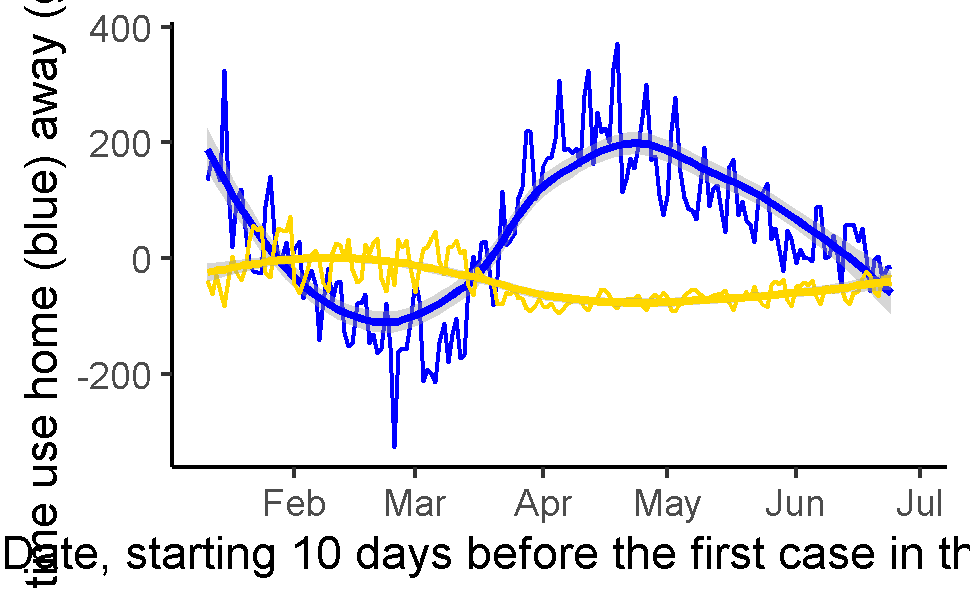 time use home (blue) away (
400
200
0
-200
Feb Mar Apr May Jun Jul
Date, starting 10 days before the first case in th